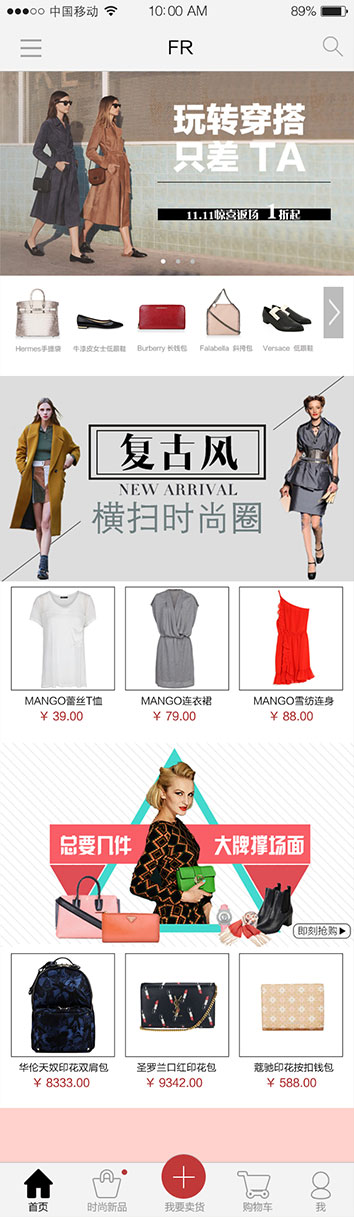 中国移动 10:00 AM 89%
FR
玩转穿搭
只差 TA
11.11惊喜返场 1折起
Hermes手提袋 牛漆皮女士低跟鞋 Burberry 长钱包 Falabella 斜挎包 Versace 低跟鞋
复古风
NEW ARRIVAL
横扫时尚圈
MANGO蕾丝T恤 MANGO连衣裙 MANGO雪纺连身
¥ 39.00 ¥ 79.00 ¥ 88.00
总要几件 大牌撑场面
即刻抢购▶
华伦天奴印花双肩包 圣罗兰口红印花包 蔻驰印花按扣钱包
¥ 8333.00 ¥ 9342.00 ¥ 588.00
首页 时尚新品 我要卖货 购物车 我